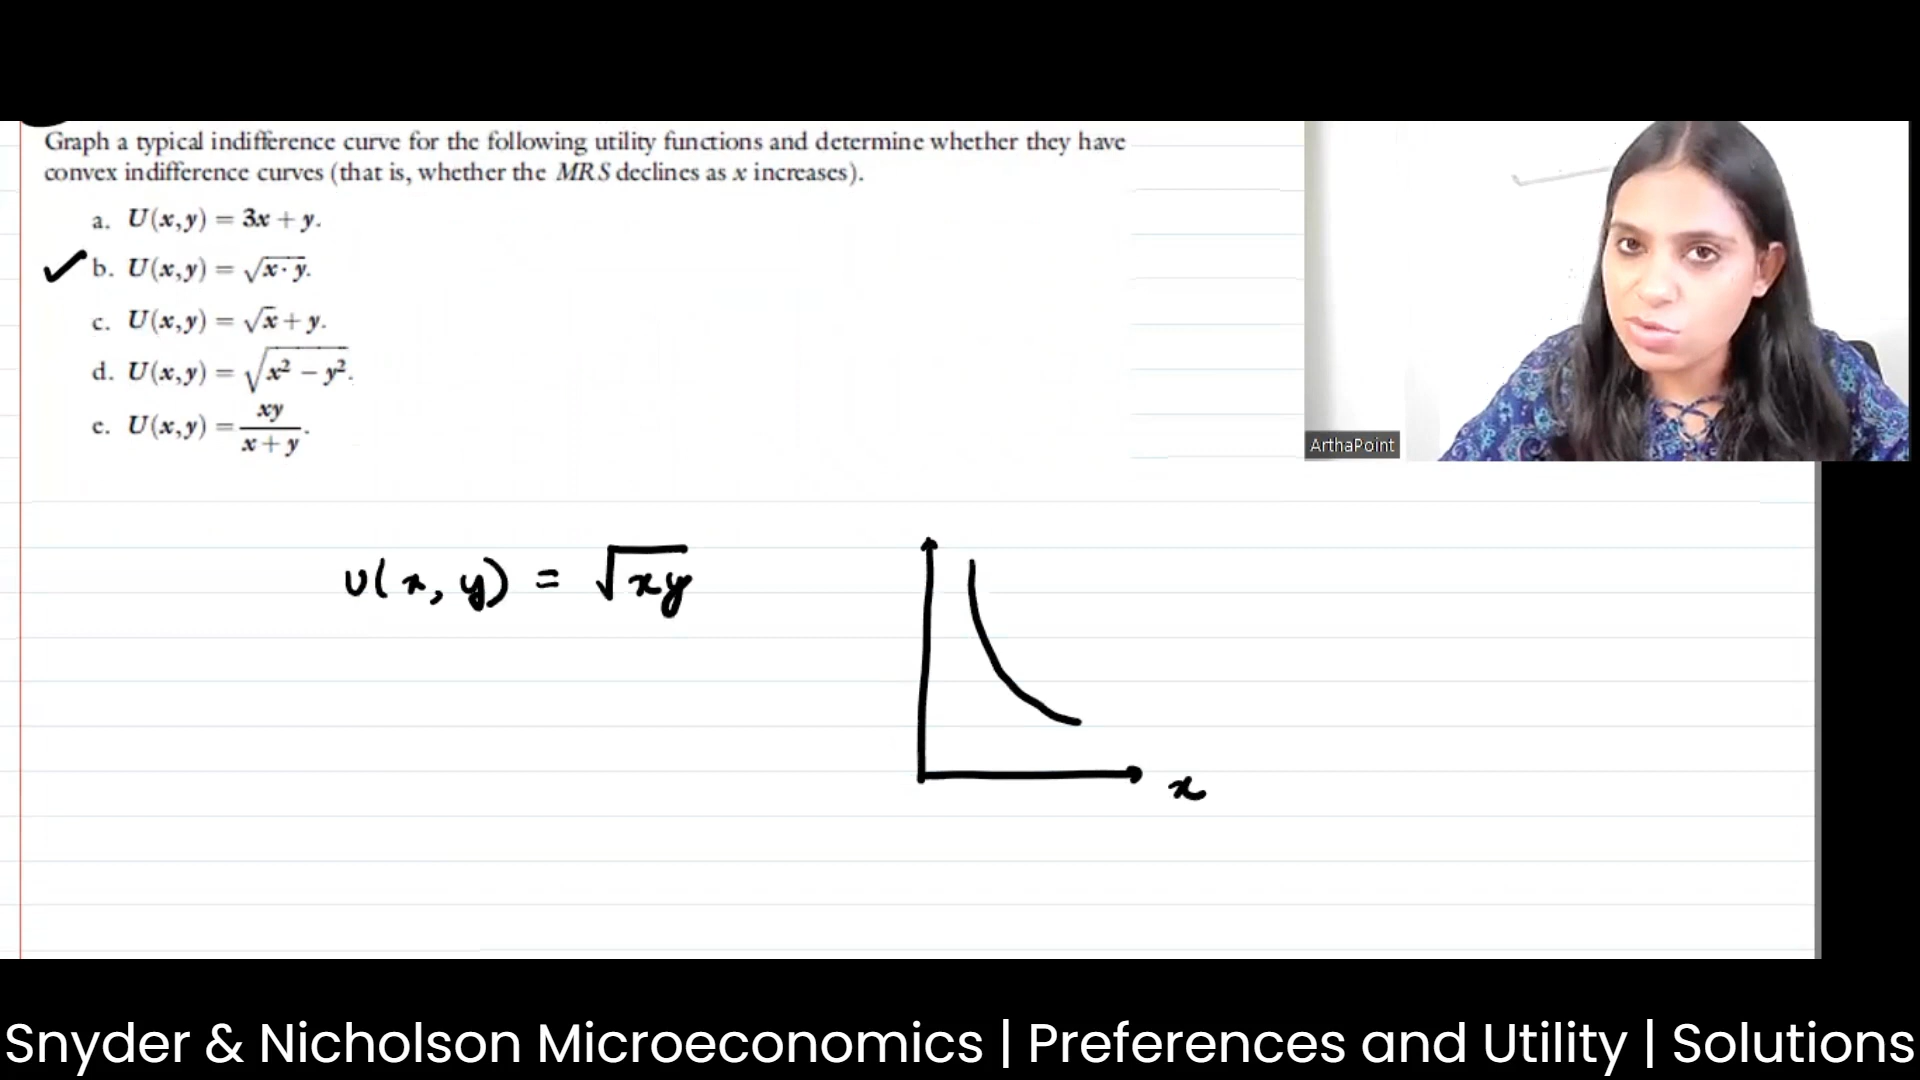 Graph a typical indifference curve for the following utility functions and determine whether they have
convex indifference curves (that is, whether the MRS declines as x increases).
a. U(x,y) = 3x + y.
✓ b. U(x,y) = √x · y.
c. U(x,y) = √x + y.
d. U(x,y) = √x² − y².
e. U(x,y) = xy / x + y.
ArthaPoint
u(x, y) = √xy
x
Snyder & Nicholson Microeconomics | Preferences and Utility | Solutions